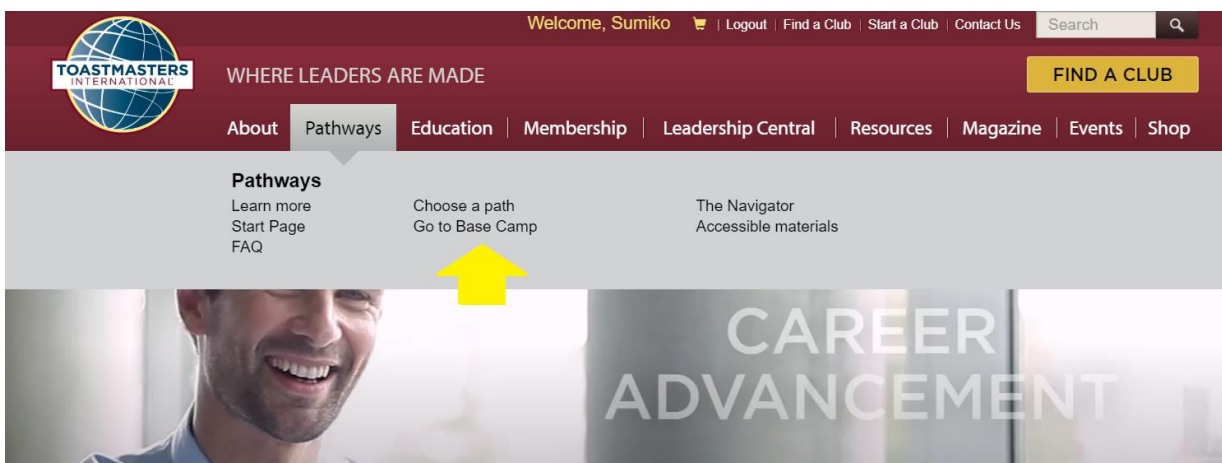 Welcome, Sumiko | Logout | Find a Club | Start a Club | Contact Us Search
TOASTMASTERS
INTERNATIONAL
WHERE LEADERS ARE MADE
FIND A CLUB
About Pathways Education | Membership | Leadership Central | Resources | Magazine | Events | Shop
Pathways
Learn more Choose a path The Navigator
Start Page Go to Base Camp Accessible materials
FAQ
CAREER
ADVANCEMENT